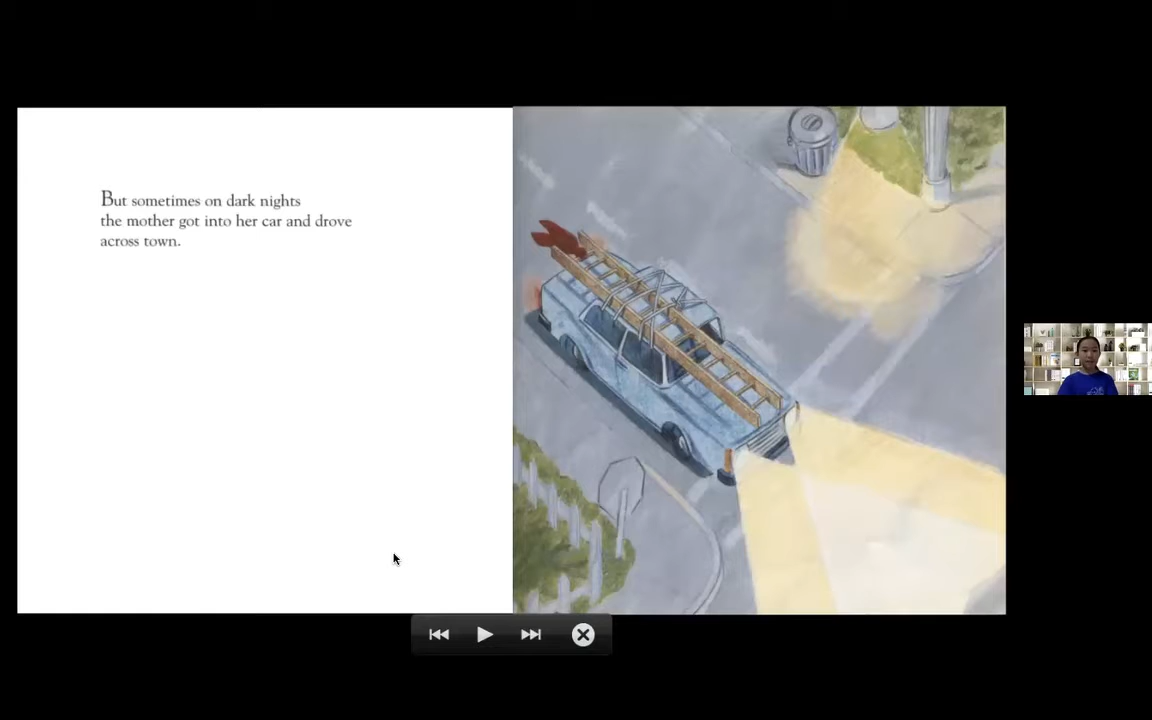 But sometimes on dark nights
the mother got into her car and drove
across town.